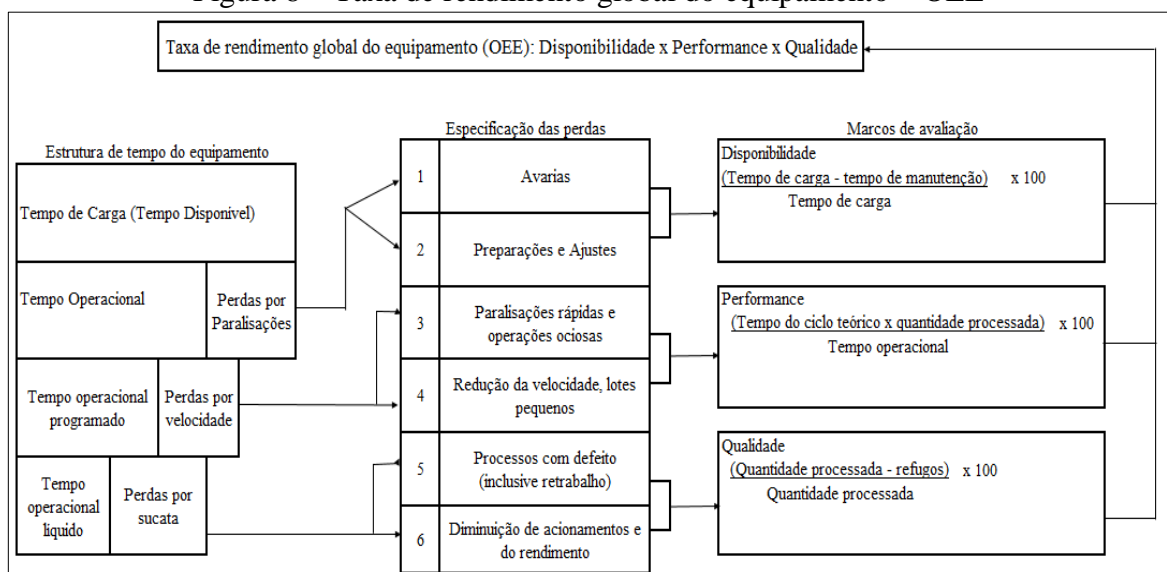 Taxa de rendimento global do equipamento (OEE): Disponibilidade x Performance x Qualidade
Estrutura de tempo do equipamento
Tempo de Carga (Tempo Disponivel)
Tempo Operacional
Perdas por
Paralisações
Tempo operacional
programado
Perdas por
velocidade
Tempo
operacional
liquido
Perdas por
sucata
Especificação das perdas
1
Avarias
2
Preparações e Ajustes
3
Paralisações rápidas e
operações ociosas
4
Redução da velocidade, lotes
pequenos
5
Processos com defeito
(inclusive retrabalho)
6
Diminuição de acionamentos e
do rendimento
Marcos de avaliação
Disponibilidade
(Tempo de carga - tempo de manutenção) x 100
Tempo de carga
Performance
(Tempo do ciclo teórico x quantidade processada) x 100
Tempo operacional
Qualidade
(Quantidade processada - refugos) x 100
Quantidade processada